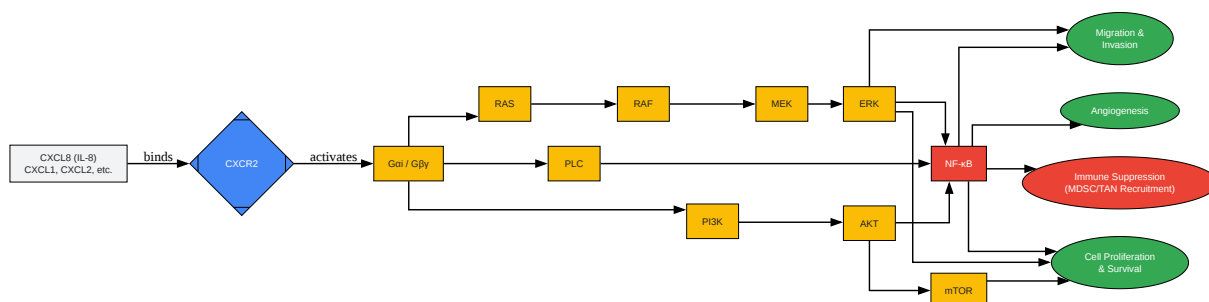 CXCL8 (IL-8)
CXCL1, CXCL2, etc.
binds
CXCR2
activates
Gαi / Gβγ
RAS
RAF
MEK
ERK
PLC
PI3K
AKT
mTOR
NF-κB
Migration &
Invasion
Angiogenesis
Immune Suppression
(MDSC/TAN Recruitment)
Cell Proliferation
& Survival